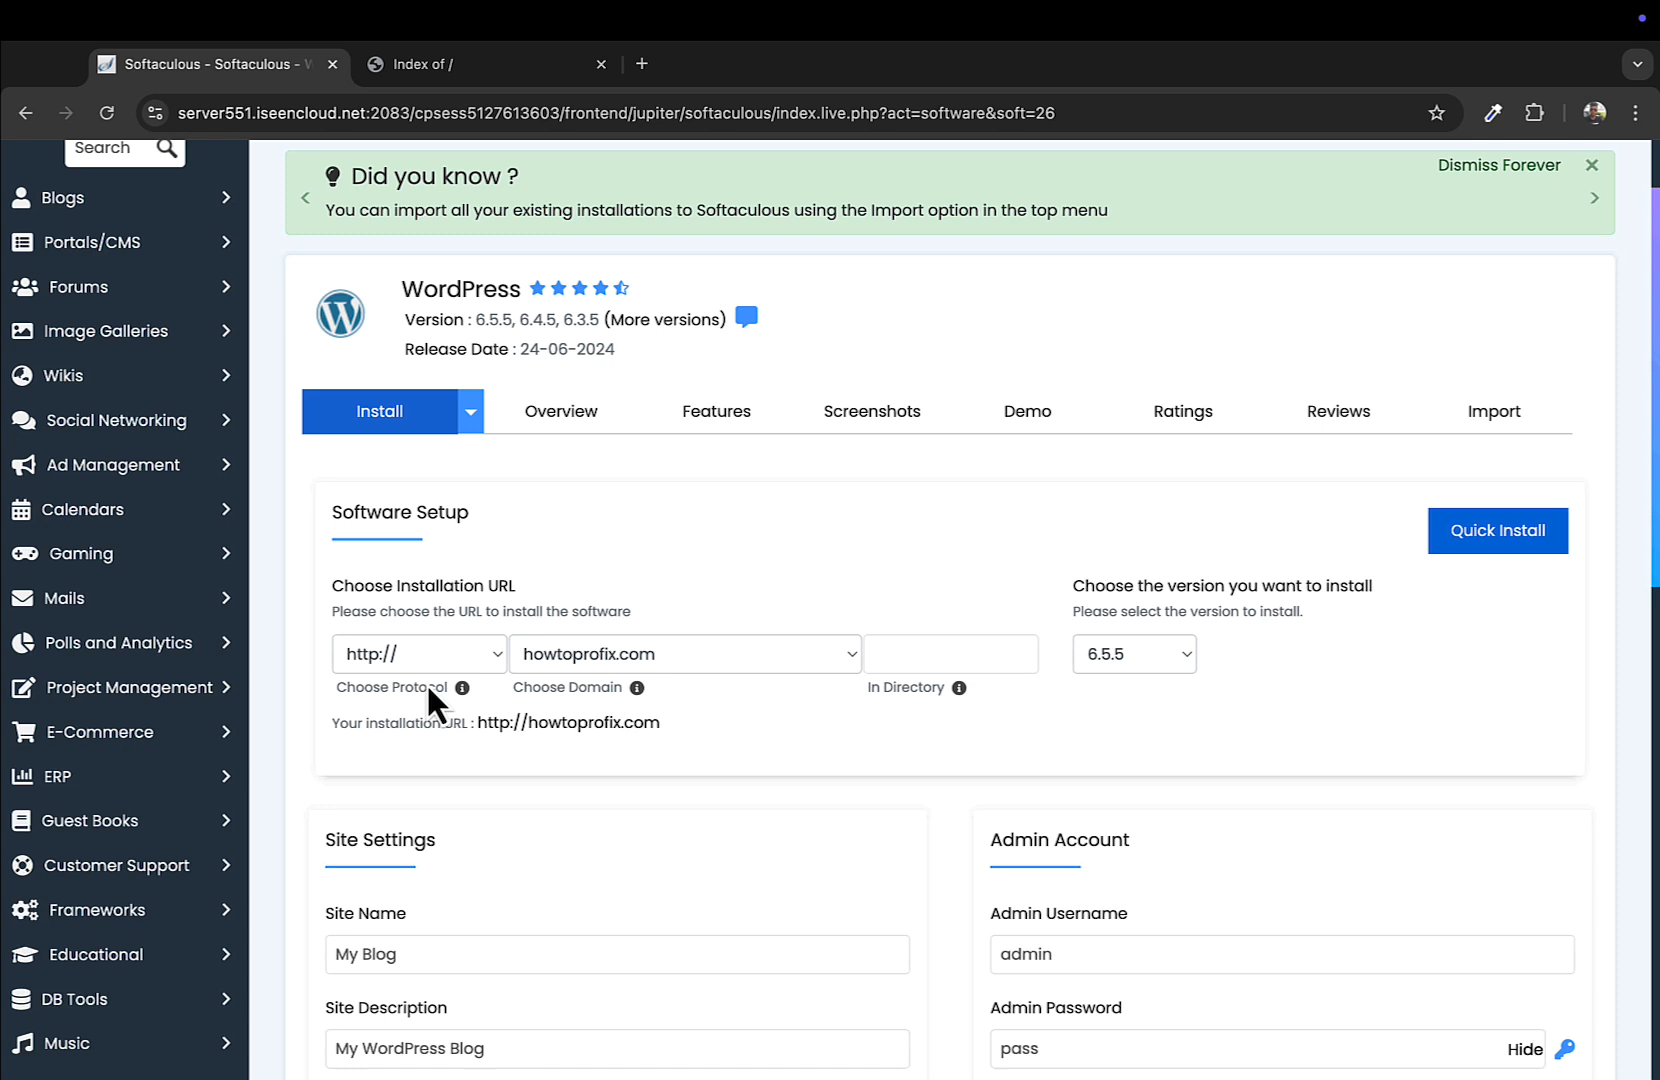 Softaculous - Softaculous - W
Index of /
server551.iseencloud.net:2083/cpsess5127613603/frontend/jupiter/softaculous/index.live.php?act=software&soft=26
Search
Blogs
Portals/CMS
Forums
Image Galleries
Wikis
Social Networking
Ad Management
Calendars
Gaming
Mails
Polls and Analytics
Project Management
E-Commerce
ERP
Guest Books
Customer Support
Frameworks
Educational
DB Tools
Music
Did you know ?
Dismiss Forever
You can import all your existing installations to Softaculous using the Import option in the top menu
WordPress
Version : 6.5.5, 6.4.5, 6.3.5 (More versions)
Release Date : 24-06-2024
Install
Overview
Features
Screenshots
Demo
Ratings
Reviews
Import
Software Setup
Quick Install
Choose Installation URL
Please choose the URL to install the software
http://
howtoprofix.com
Choose Protocol
Choose Domain
In Directory
Your installation URL : http://howtoprofix.com
Choose the version you want to install
Please select the version to install.
6.5.5
Site Settings
Site Name
My Blog
Site Description
My WordPress Blog
Admin Account
Admin Username
admin
Admin Password
pass
Hide